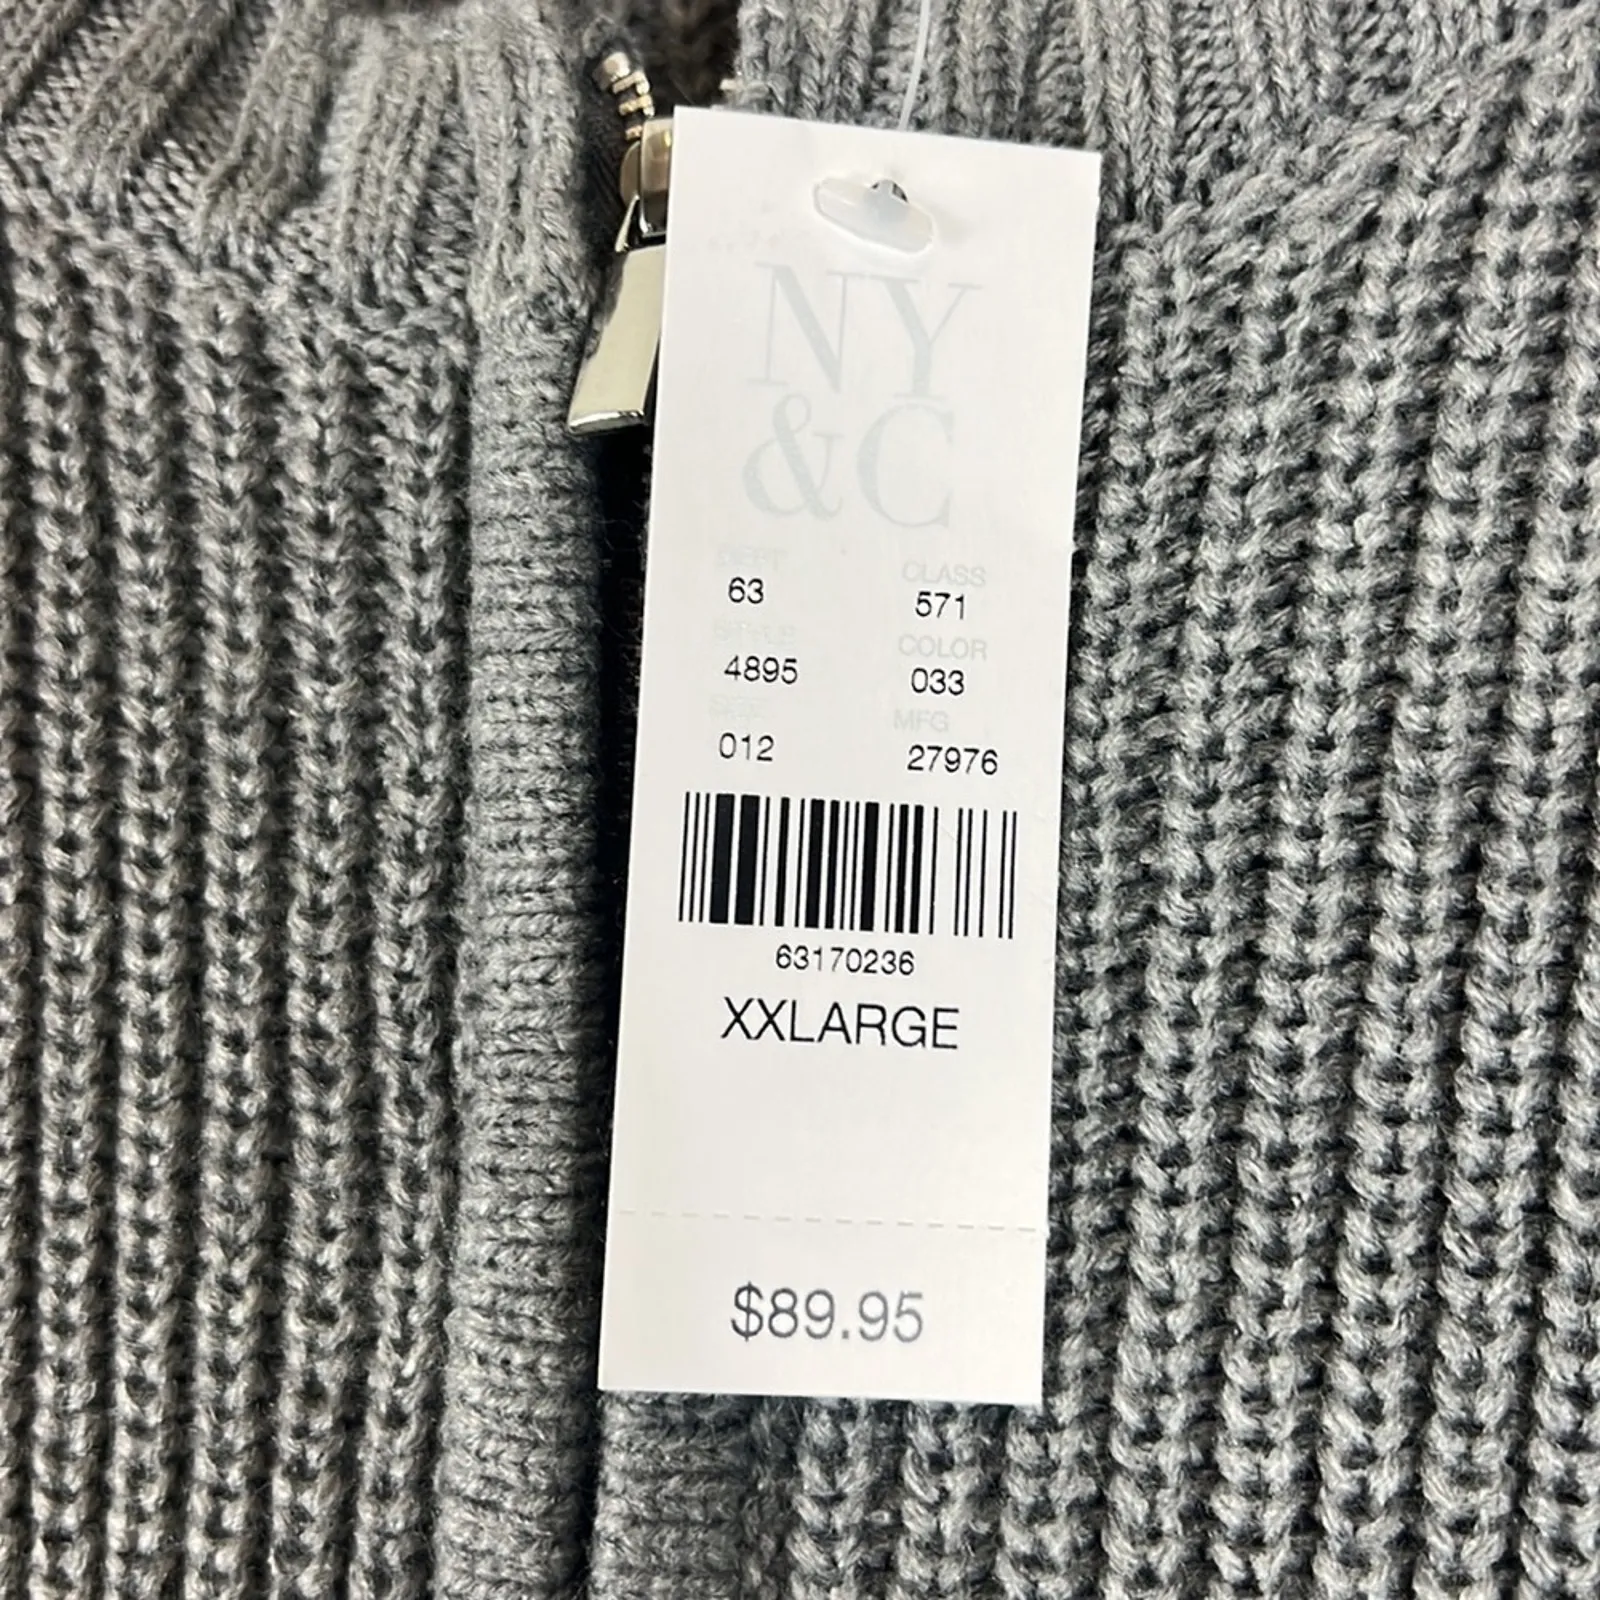 NY
&C
DEPT CLASS
63 571
STYLE COLOR
4895 033
MFG
012 27976
63170236
XXLARGE
$89.95